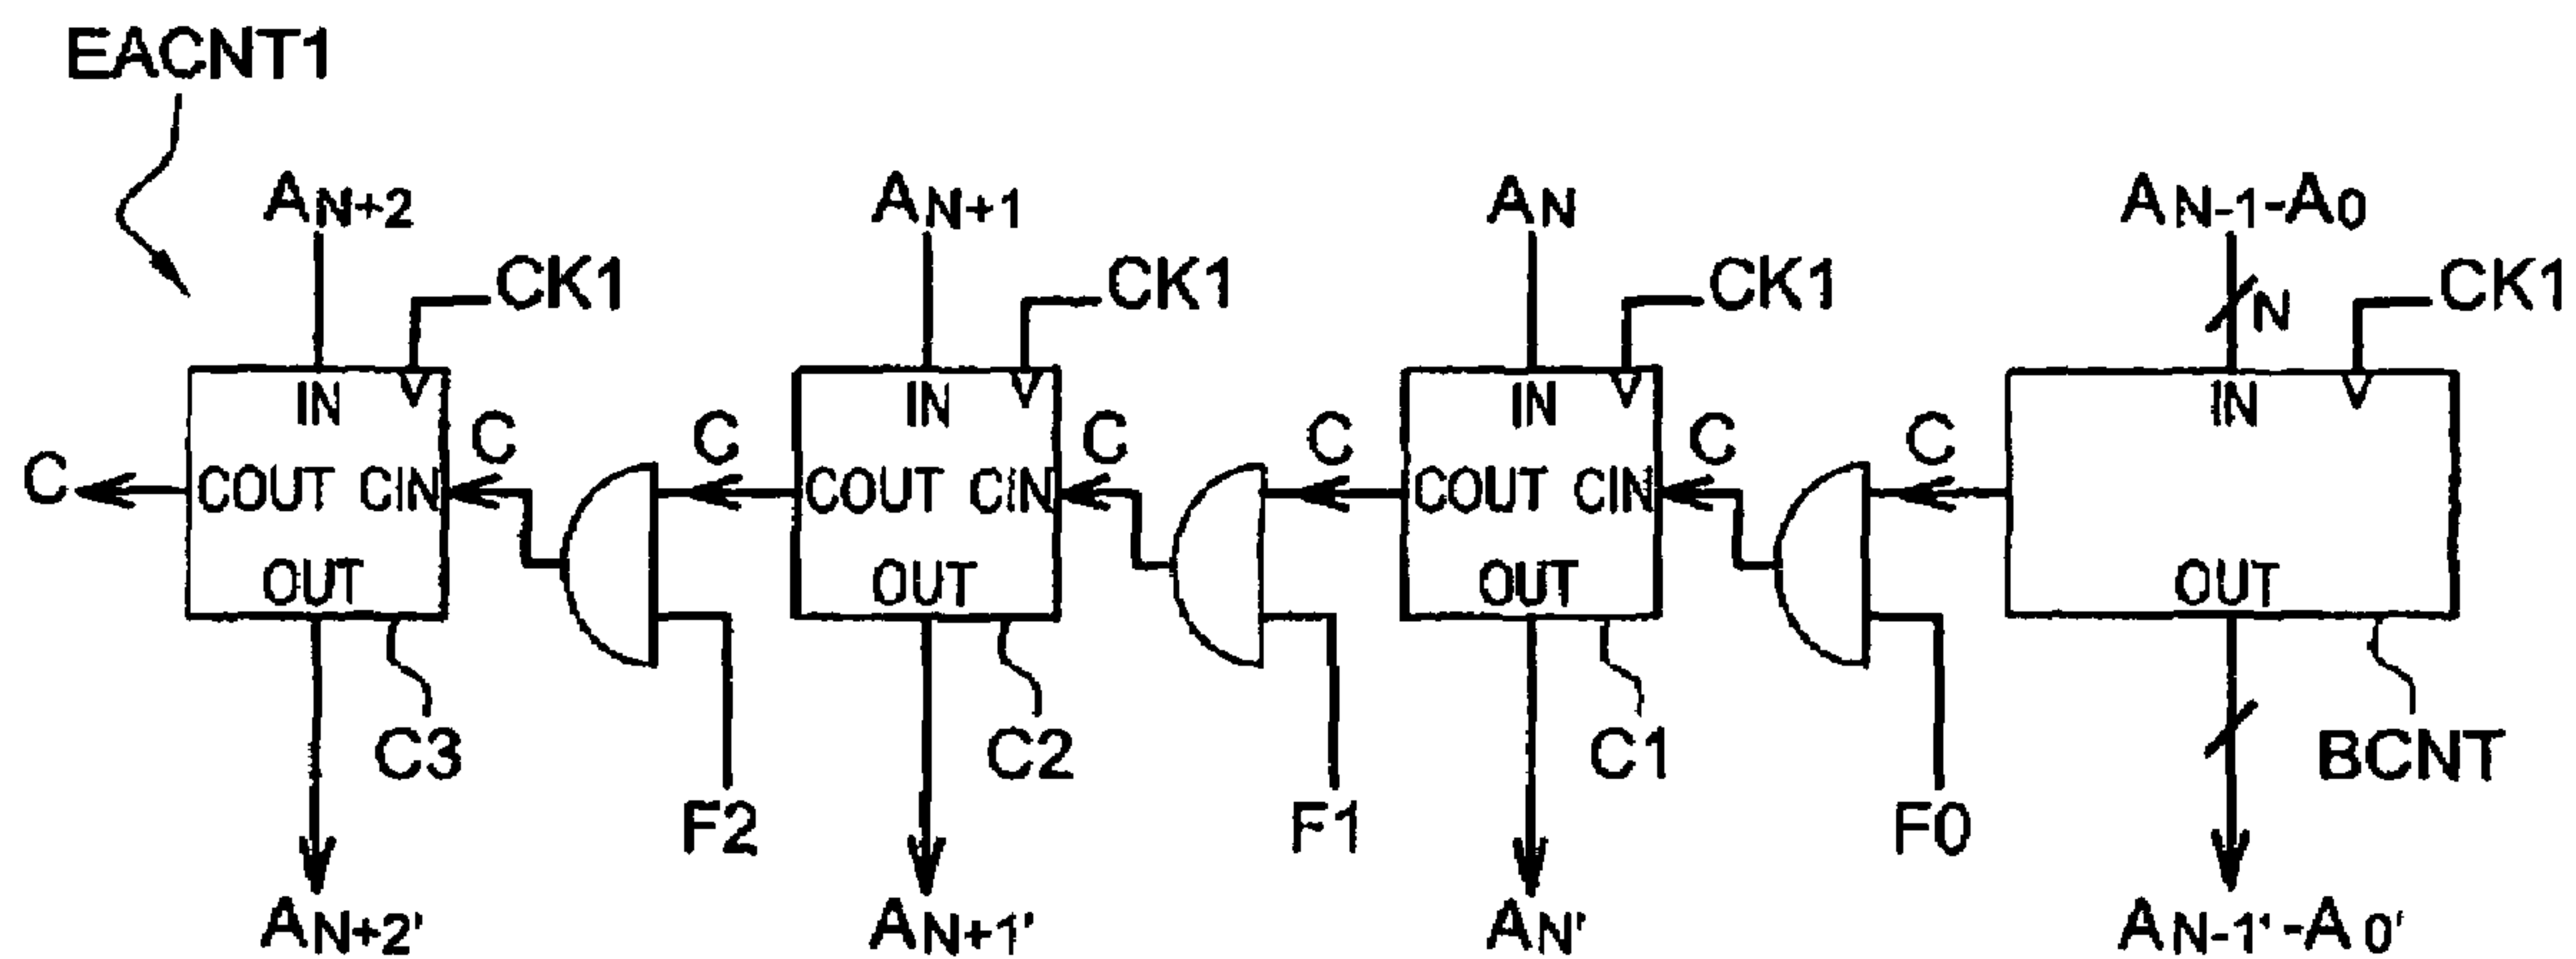 EACNT1
AN+2 AN+1 AN AN-1-A0
CK1 CK1 CK1 N CK1
IN IN IN IN
C C C C C
C COUT CIN COUT CIN COUT CIN
OUT OUT OUT OUT
C3 C2 C1 BCNT
F2 F1 F0
AN+2' AN+1' AN' AN-1'-A0'